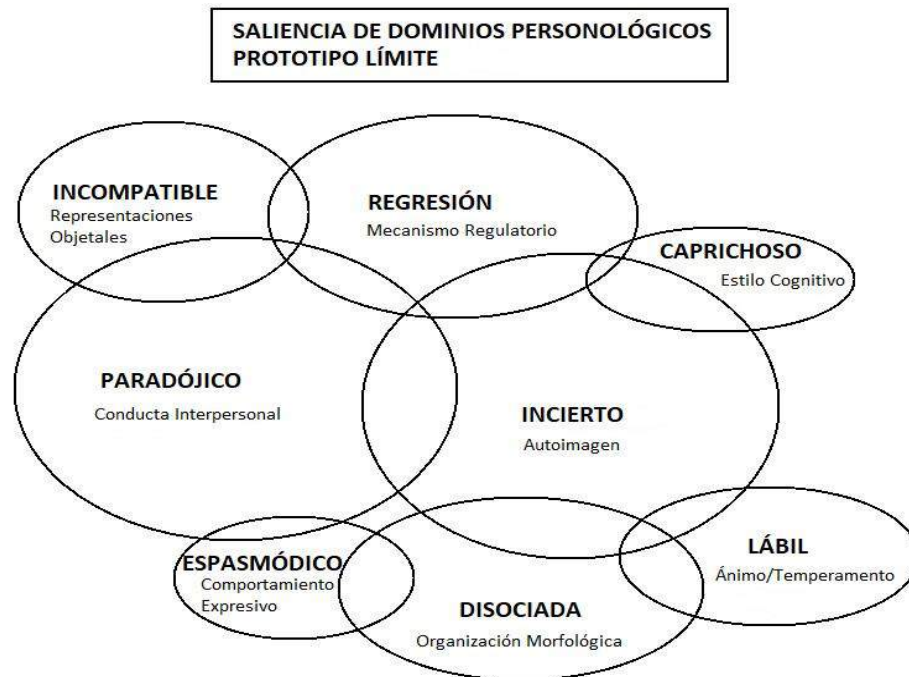 SALIENCIA DE DOMINIOS PERSONOLÓGICOS
PROTOTIPO LÍMITE
INCOMPATIBLE
Representaciones
Objetales
REGRESIÓN
Mecanismo Regulatorio
CAPRICHOSO
Estilo Cognitivo
PARADÓJICO
Conducta Interpersonal
INCIERTO
Autoimagen
ESPASMÓDICO
Comportamiento
Expresivo
DISOCIADA
Organización Morfológica
LÁBIL
Ánimo/Temperamento